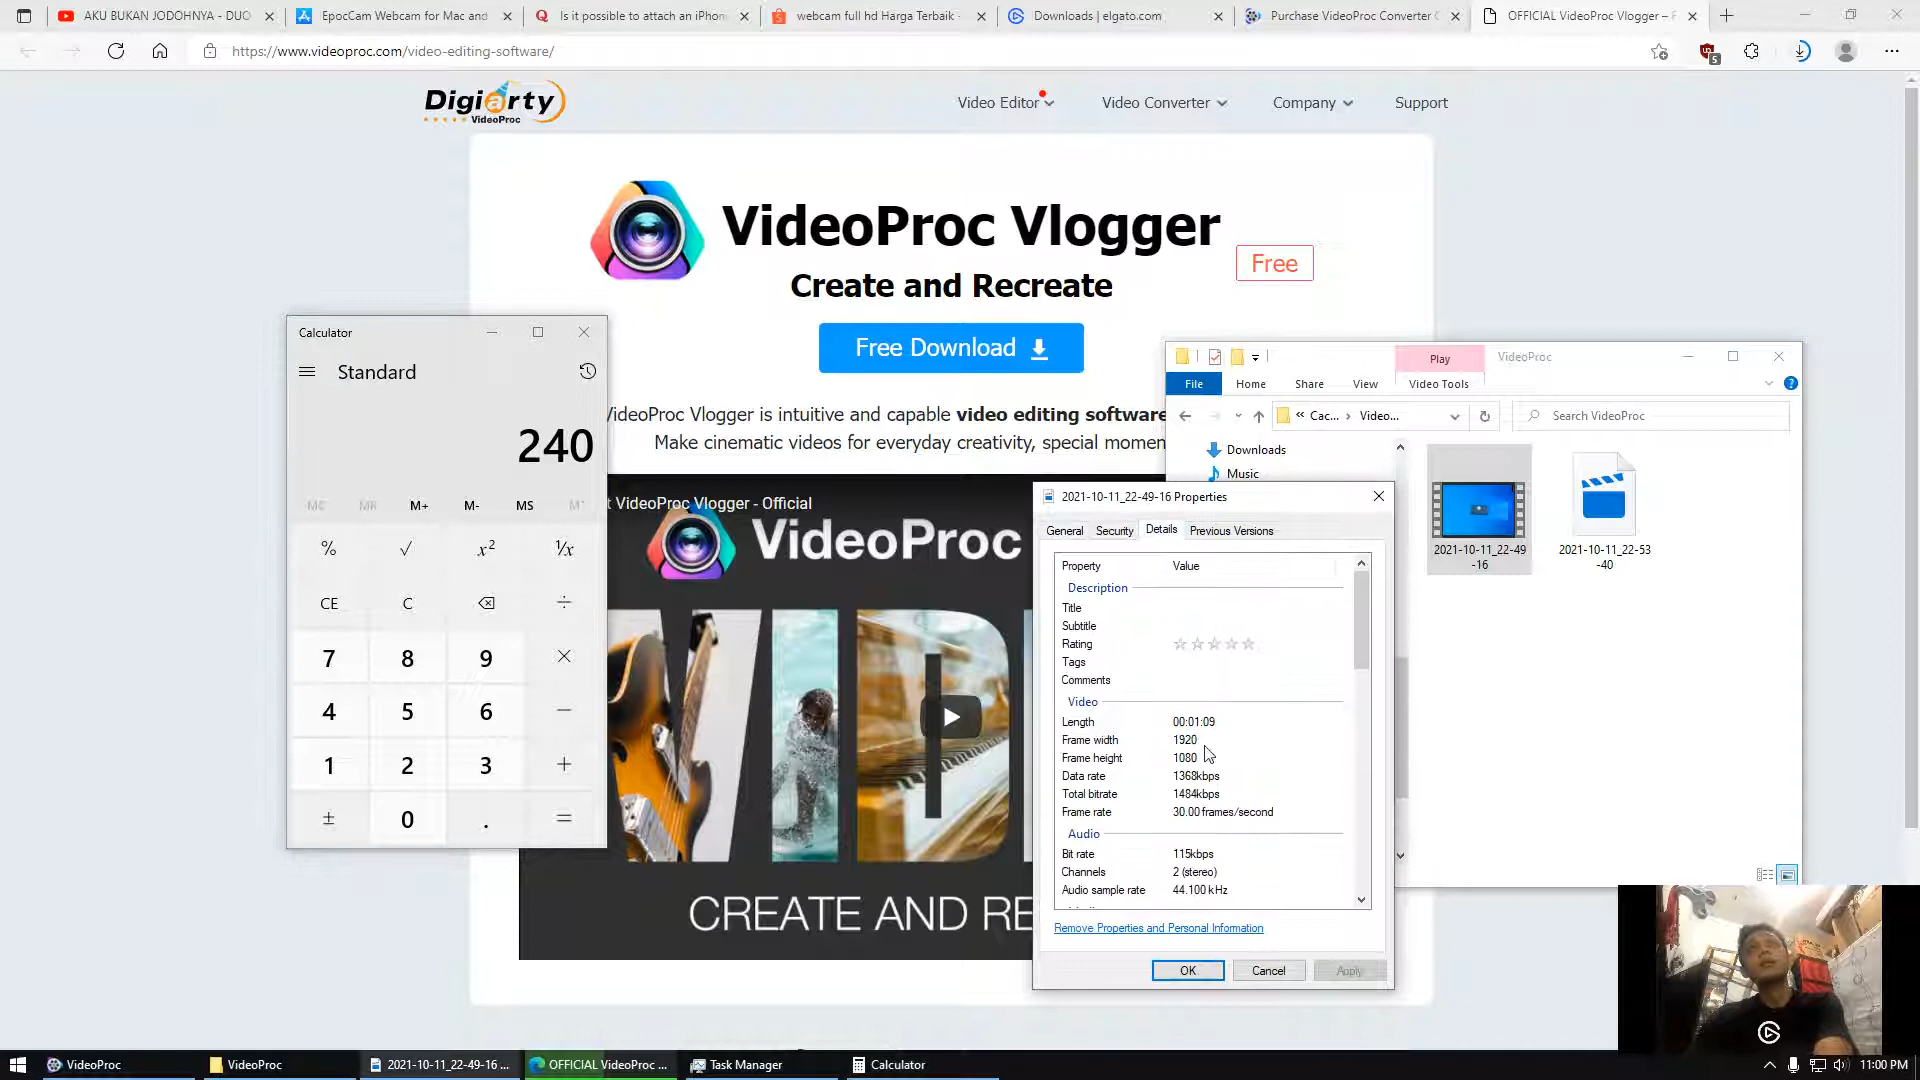 AKU BUKAN JODOHNYA - DUO
EpocCam Webcam for Mac and
Is it possible to attach an iPhon
webcam full hd Harga Terbaik -
Downloads | elgato.com
Purchase VideoProc Converter
OFFICIAL VideoProc Vlogger –
https://www.videoproc.com/video-editing-software/
5
Digiarty
VideoProc
Video Editor
Video Converter
Company
Support
VideoProc Vlogger
Free
Create and Recreate
Free Download
VideoProc Vlogger is intuitive and capable video editing software
Make cinematic videos for everyday creativity, special momen
t VideoProc Vlogger - Official
VideoProc
CREATE AND RE
Calculator
Standard
240
MC MR M+ M- MS M
% √ x² ¹/x
CE C ÷
7 8 9 ×
4 5 6 −
1 2 3 +
± 0 . =
Play
VideoProc
File Home Share View Video Tools
« Cac... › Video...
Search VideoProc
Downloads
Music
2021-10-11_22-49
-16
2021-10-11_22-53
-40
2021-10-11_22-49-16 Properties
General Security Details Previous Versions
Property Value
Description
Title
Subtitle
Rating
Tags
Comments
Video
Length 00:01:09
Frame width 1920
Frame height 1080
Data rate 1368kbps
Total bitrate 1484kbps
Frame rate 30.00 frames/second
Audio
Bit rate 115kbps
Channels 2 (stereo)
Audio sample rate 44.100 kHz
Remove Properties and Personal Information
OK Cancel Apply
VideoProc
VideoProc
2021-10-11_22-49-16 ...
OFFICIAL VideoProc ...
Task Manager
Calculator
11:00 PM